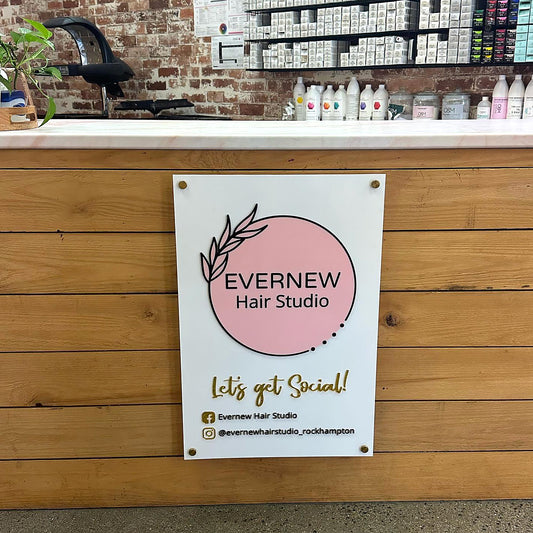 EVERNEW
Hair Studio
Let's get Social!
Evernew Hair Studio
@evernewhairstudio_rockhampton